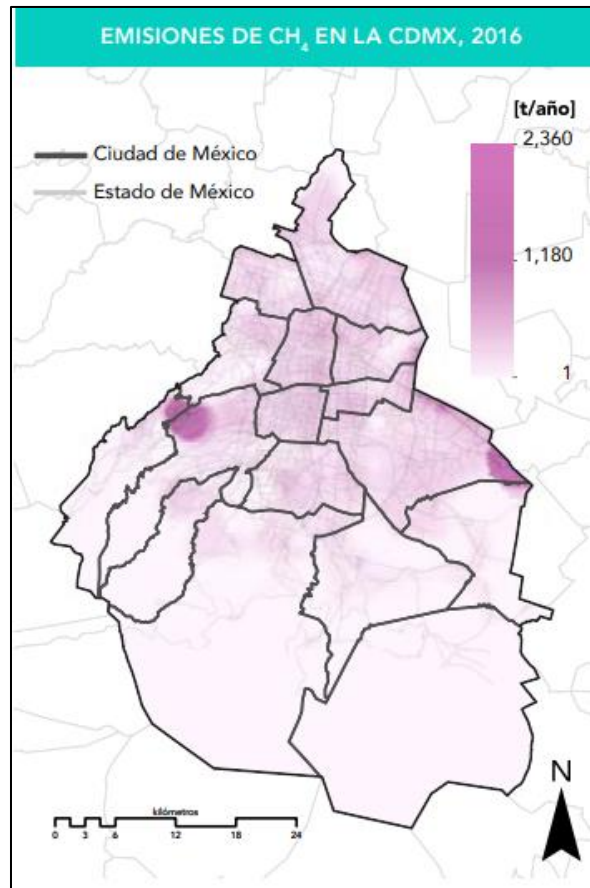 EMISIONES DE CH₄ EN LA CDMX, 2016
[t/año]
2,360
Ciudad de México
Estado de México
1,180
1
N
kilómetros
0 3 6 12 18 24